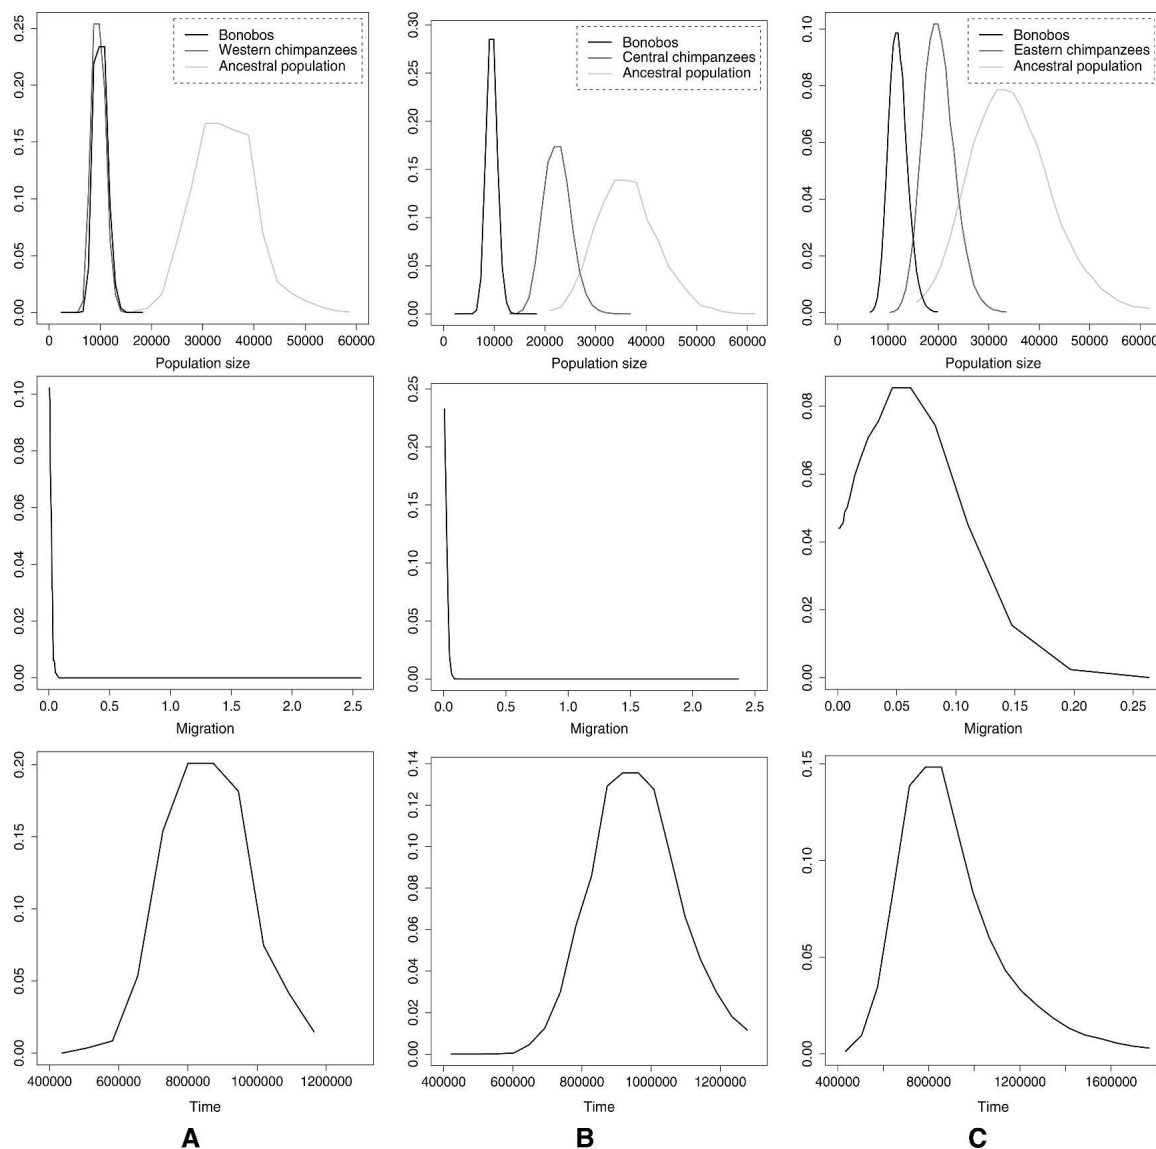 0.25
0.20
0.15
0.10
0.05
0.00
Bonobos
Western chimpanzees
Ancestral population
0 10000 20000 30000 40000 50000 60000
Population size
0.30
0.25
0.20
0.15
0.10
0.05
0.00
Bonobos
Central chimpanzees
Ancestral population
0 10000 20000 30000 40000 50000 60000
Population size
0.10
0.08
0.06
0.04
0.02
0.00
Bonobos
Eastern chimpanzees
Ancestral population
0 10000 20000 30000 40000 50000 60000
Population size
0.10
0.08
0.06
0.04
0.02
0.00
0.0 0.5 1.0 1.5 2.0 2.5
Migration
0.25
0.20
0.15
0.10
0.05
0.00
0.0 0.5 1.0 1.5 2.0 2.5
Migration
0.08
0.06
0.04
0.02
0.00
0.00 0.05 0.10 0.15 0.20 0.25
Migration
0.20
0.15
0.10
0.05
0.00
400000 600000 800000 1000000 1200000
Time
0.14
0.12
0.10
0.08
0.06
0.04
0.02
0.00
400000 600000 800000 1000000 1200000
Time
0.15
0.10
0.05
0.00
400000 800000 1200000 1600000
Time
A B C